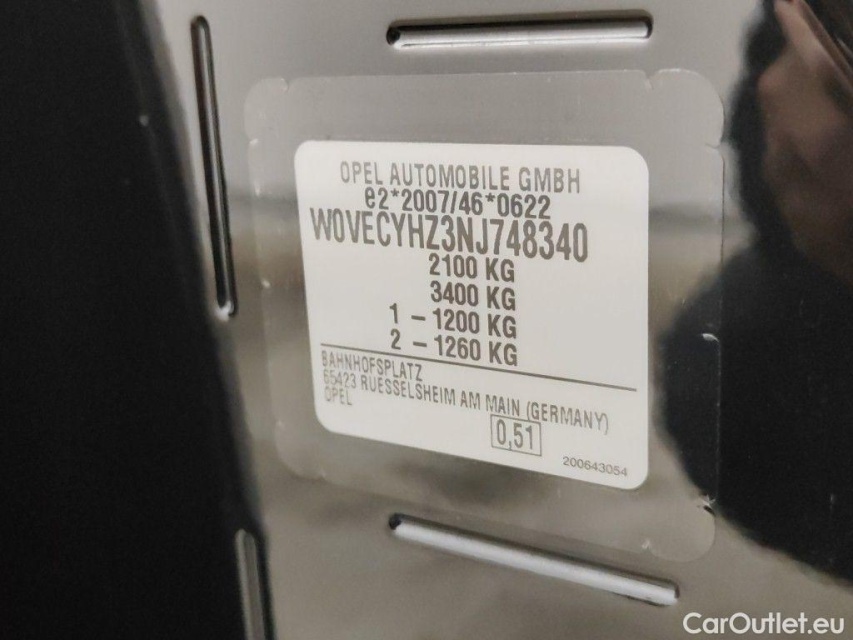 OPEL AUTOMOBILE GMBH
e2*2007/46*0622
W0VECYHZ3NJ748340
2100 KG
3400 KG
1 – 1200 KG
2 – 1260 KG
BAHNHOFSPLATZ
65423 RUESSELSHEIM AM MAIN (GERMANY)
OPEL
0,51
200643054
CarOutlet.eu